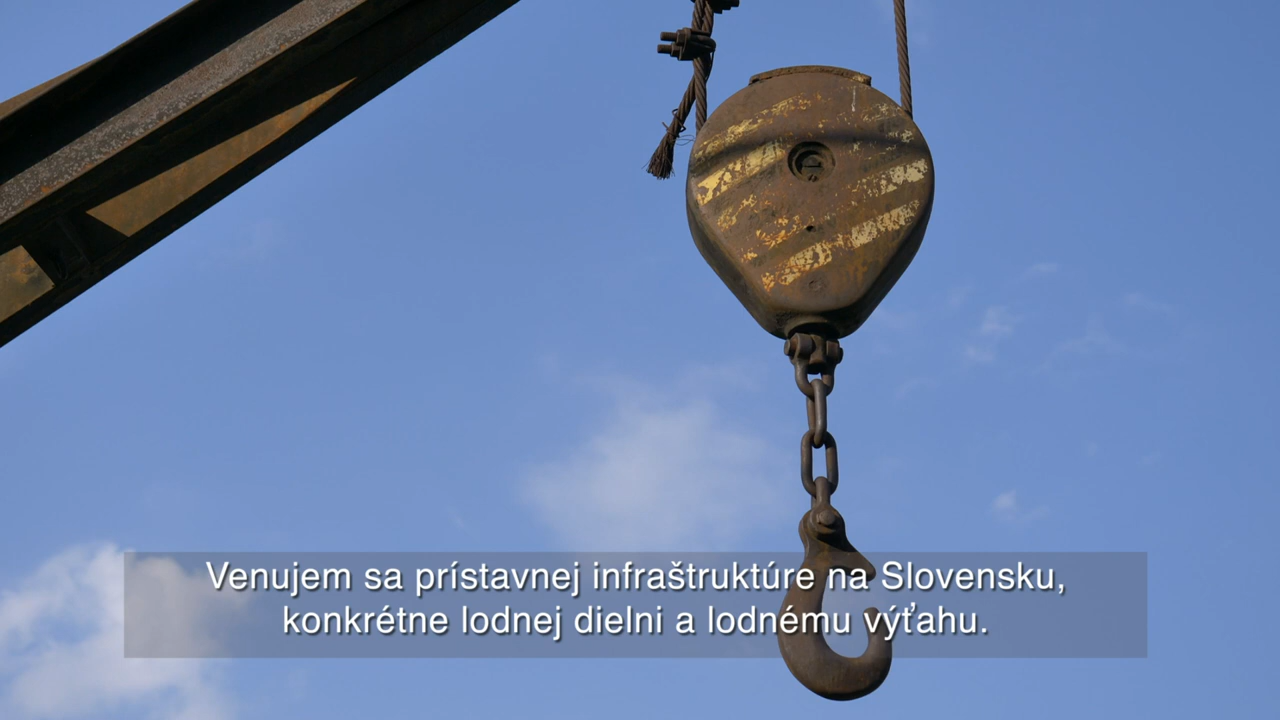 Venujem sa prístavnej infraštruktúre na Slovensku,
konkrétne lodnej dielni a lodnému výťahu.